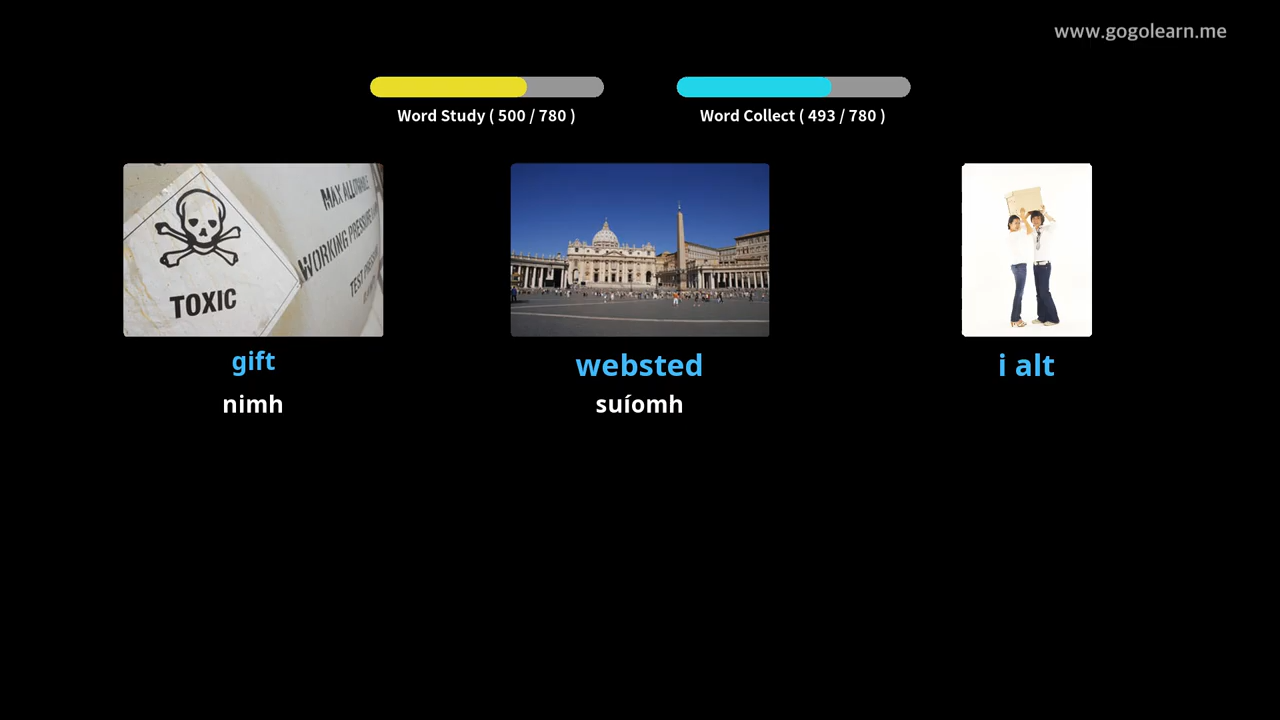 www.gogolearn.me
Word Study ( 500 / 780 )
Word Collect ( 493 / 780 )
MAX ALLOWABLE
WORKING PRESSURE
TEST
TOXIC
gift
websted
i alt
nimh
suíomh